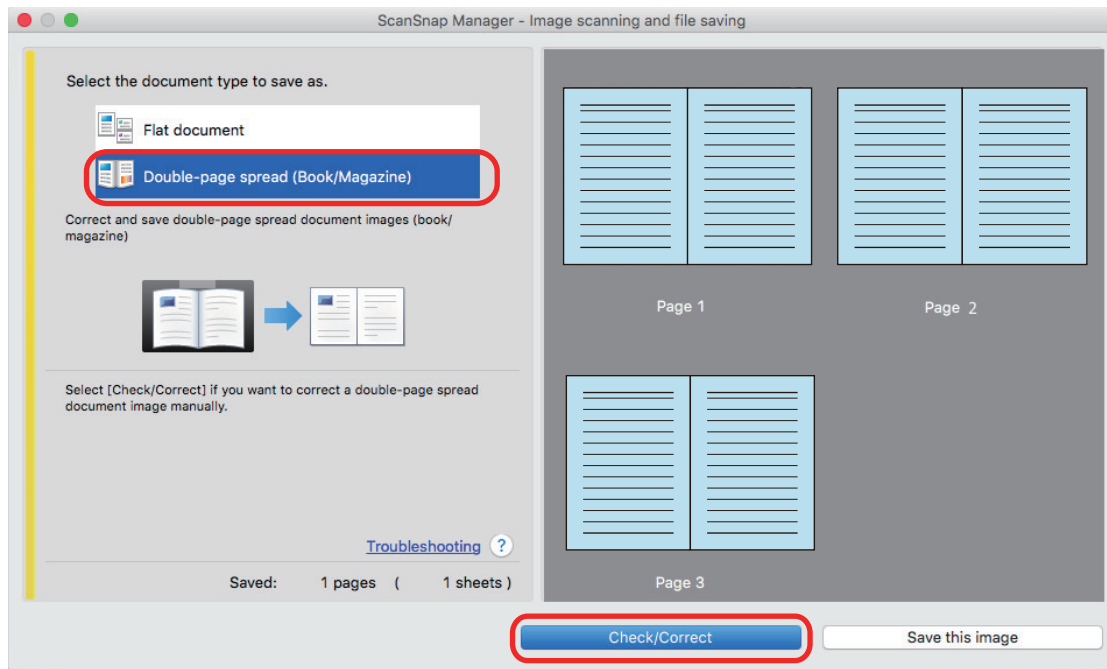 ScanSnap Manager - Image scanning and file saving
Select the document type to save as.
Flat document
Double-page spread (Book/Magazine)
Correct and save double-page spread document images (book/
magazine)
Select [Check/Correct] if you want to correct a double-page spread
document image manually.
Troubleshooting ?
Saved: 1 pages ( 1 sheets )
Page 1
Page 2
Page 3
Check/Correct
Save this image